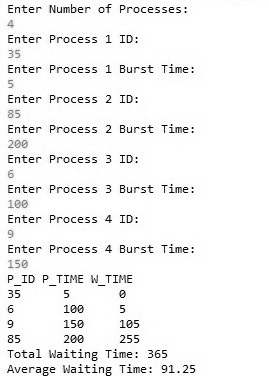 Enter Number of Processes:
4
Enter Process 1 ID:
35
Enter Process 1 Burst Time:
5
Enter Process 2 ID:
85
Enter Process 2 Burst Time:
200
Enter Process 3 ID:
6
Enter Process 3 Burst Time:
100
Enter Process 4 ID:
9
Enter Process 4 Burst Time:
150
P_ID P_TIME W_TIME
35 5 0
6 100 5
9 150 105
85 200 255
Total Waiting Time: 365
Average Waiting Time: 91.25